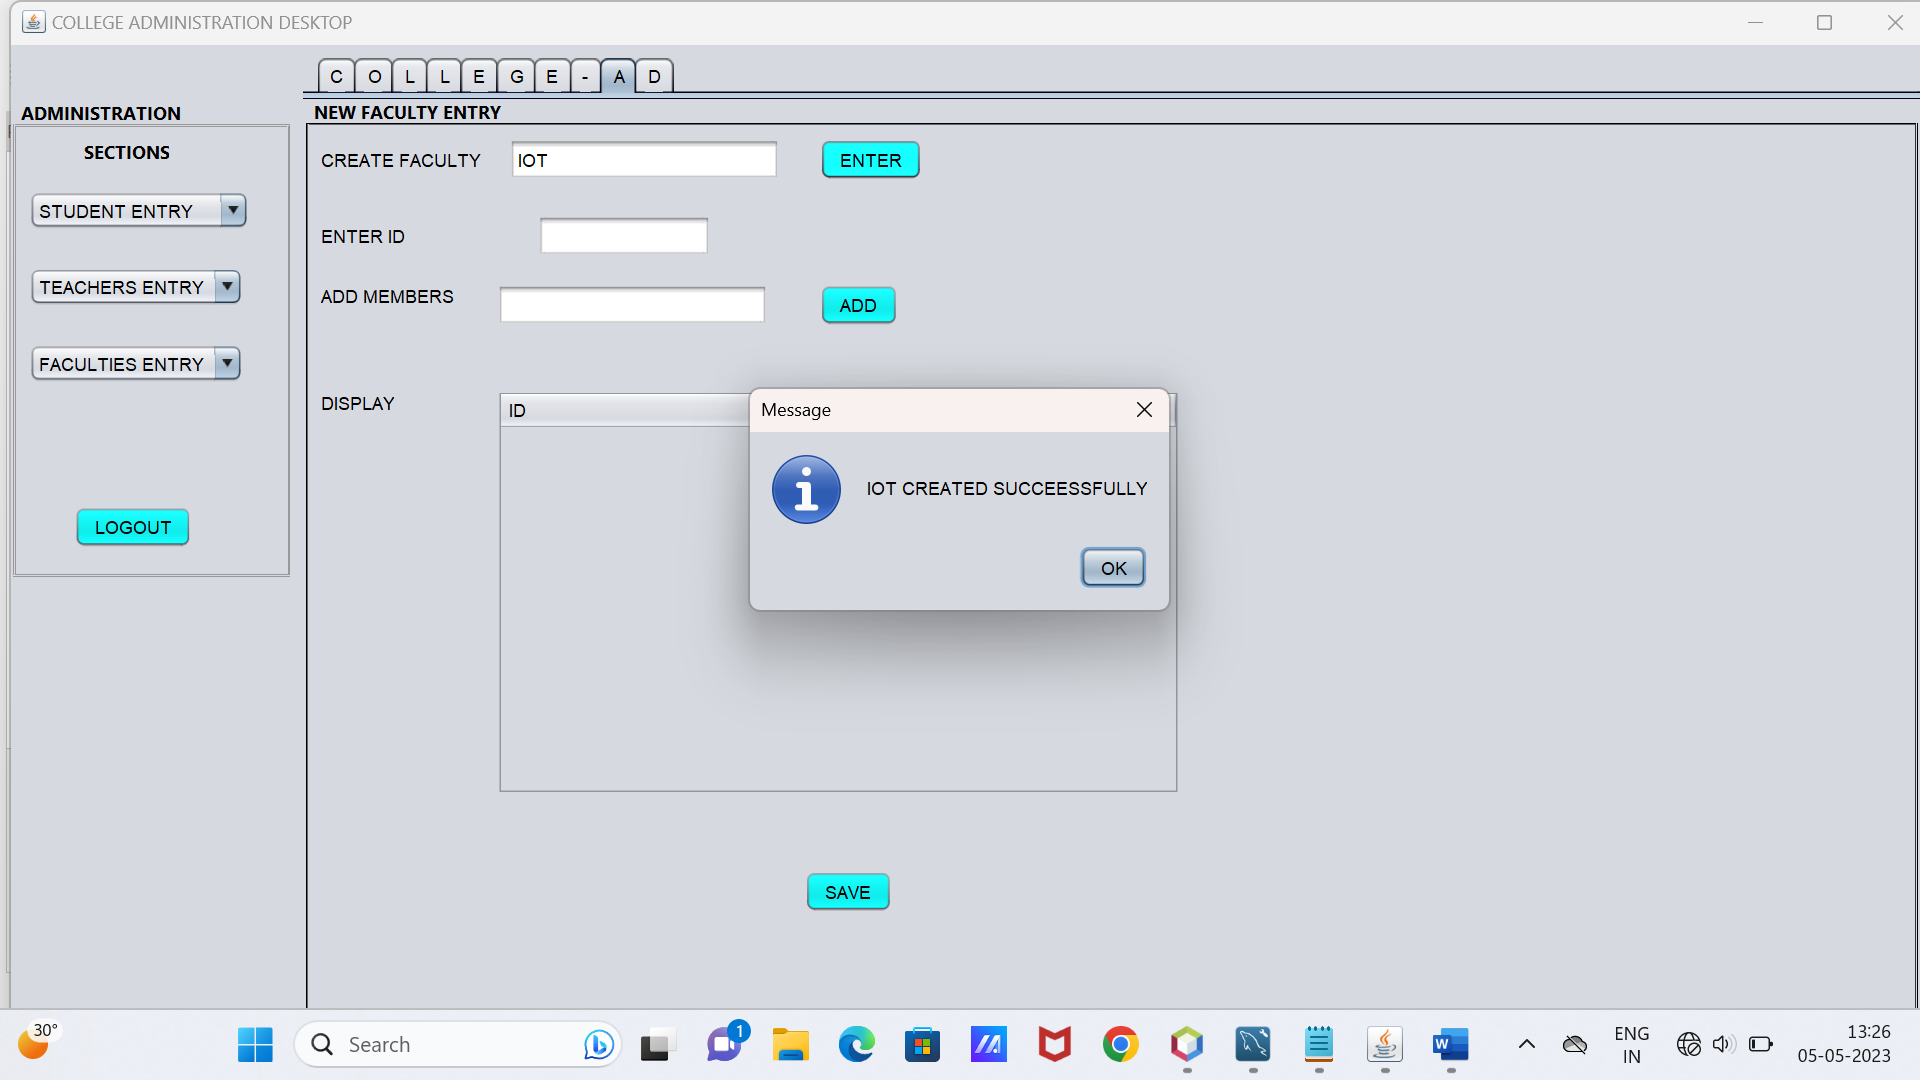 COLLEGE ADMINISTRATION DESKTOP
C O L L E G E - A D
ADMINISTRATION
NEW FACULTY ENTRY
SECTIONS
CREATE FACULTY IOT ENTER
STUDENT ENTRY
ENTER ID
TEACHERS ENTRY
ADD MEMBERS ADD
FACULTIES ENTRY
DISPLAY ID
Message
IOT CREATED SUCCEESSFULLY
LOGOUT
OK
SAVE
30°
Search
1
W
ENG
IN
13:26
05-05-2023